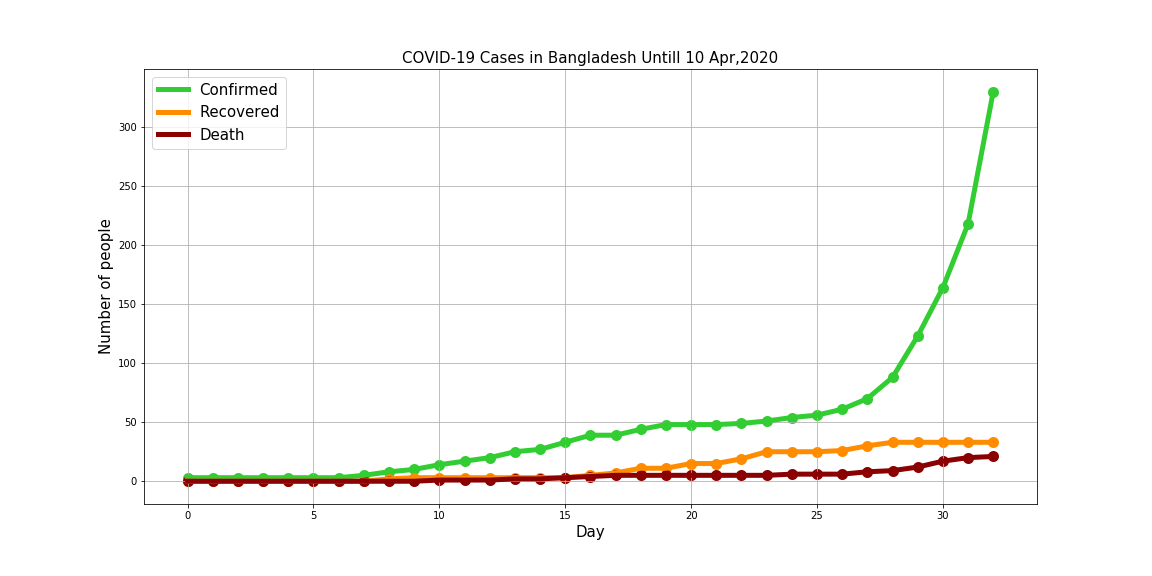 COVID-19 Cases in Bangladesh Untill 10 Apr,2020
Confirmed
Recovered
Death
Number of people
300
250
200
150
100
50
0
0 5 10 15 20 25 30
Day